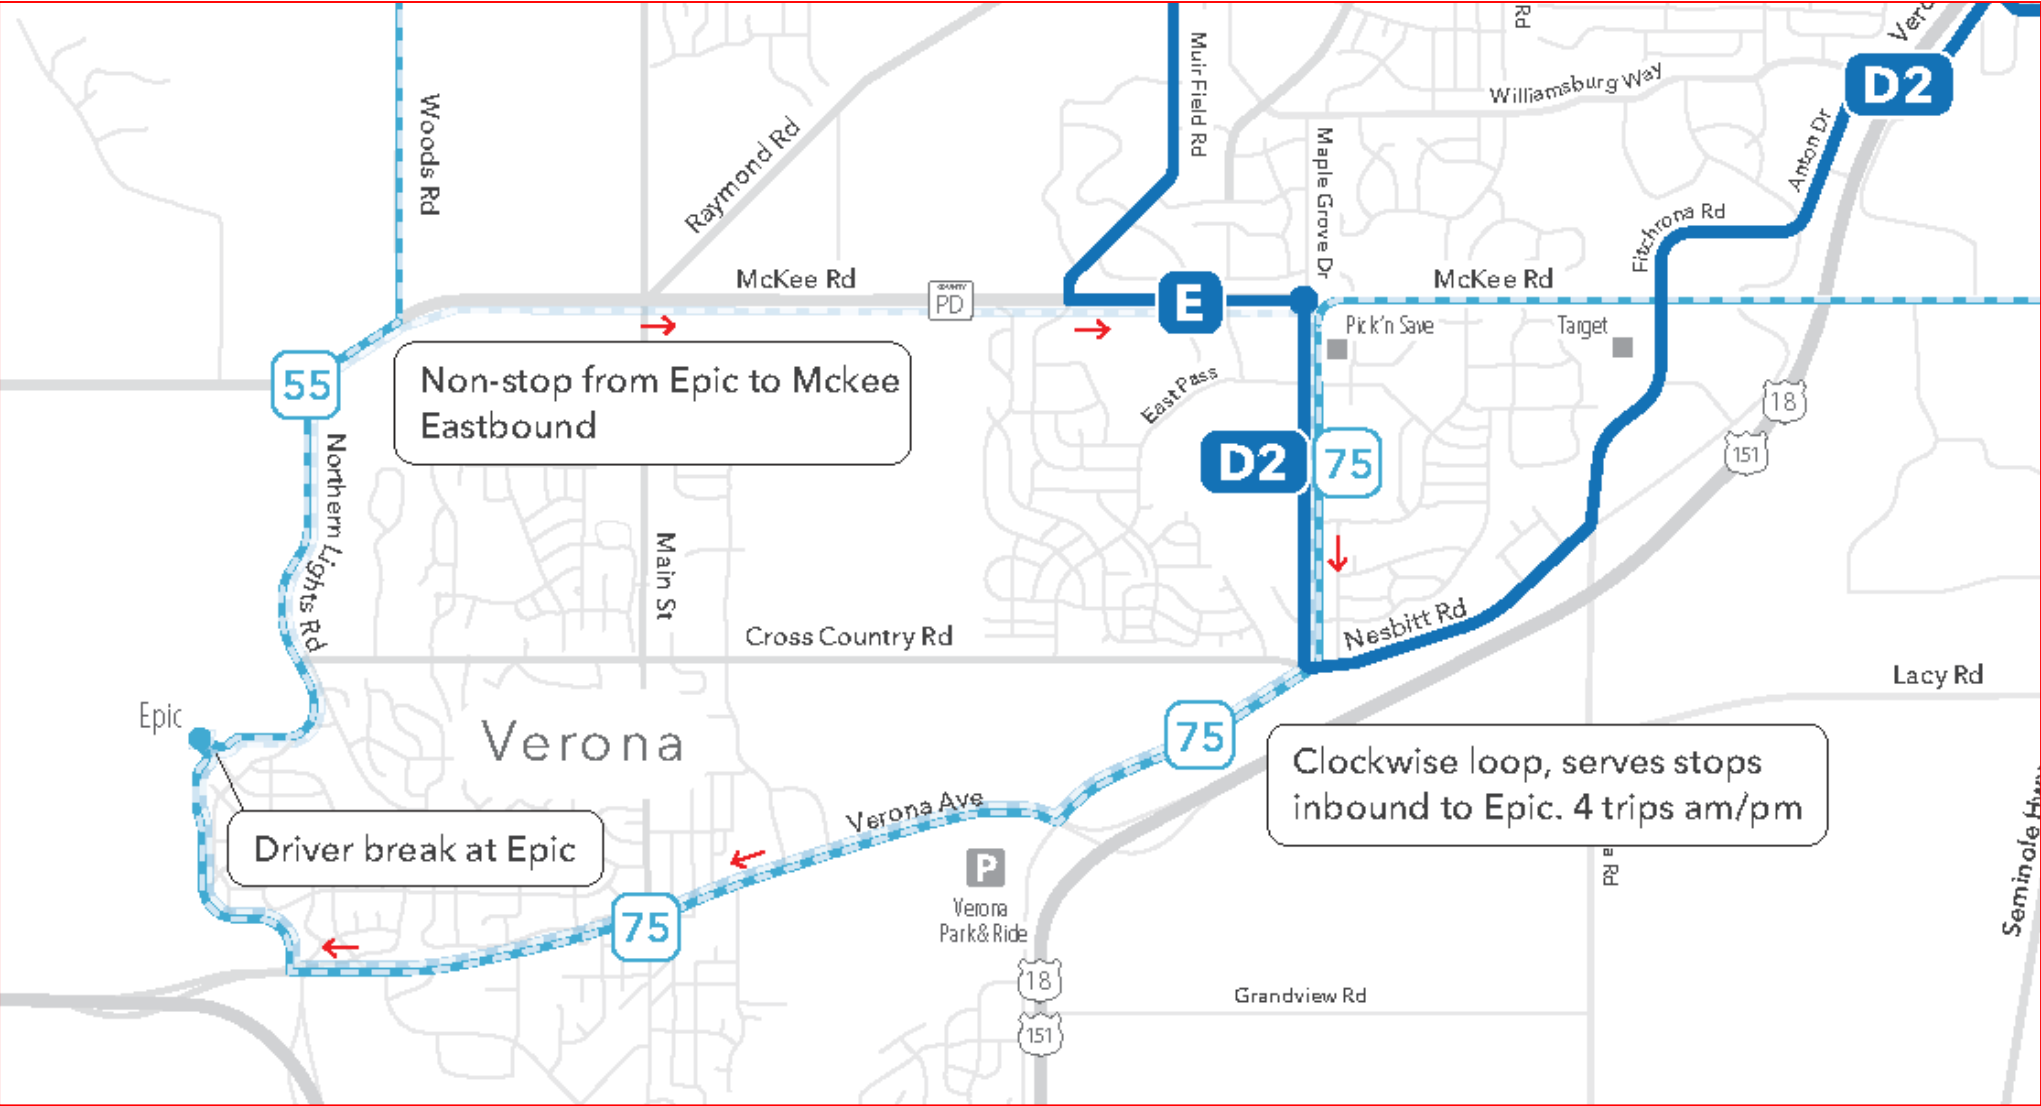 Rd
Vero
Muir Field Rd
Williamsburg Way
D2
Woods Rd
Raymond Rd
Maple Grove Dr
Anton Dr
Fitchrona Rd
McKee Rd
COUNTY
PD
E
McKee Rd
Pick'n Save
Target
55
Non-stop from Epic to Mckee
Eastbound
East Pass
18
151
D2
75
Northern Lights Rd
Main St
Cross Country Rd
Nesbitt Rd
Lacy Rd
Epic
Verona
75
Clockwise loop, serves stops
inbound to Epic. 4 trips am/pm
Verona Ave
Driver break at Epic
P
Verona
Park & Ride
a Rd
Seminole Hwy
75
18
151
Grandview Rd